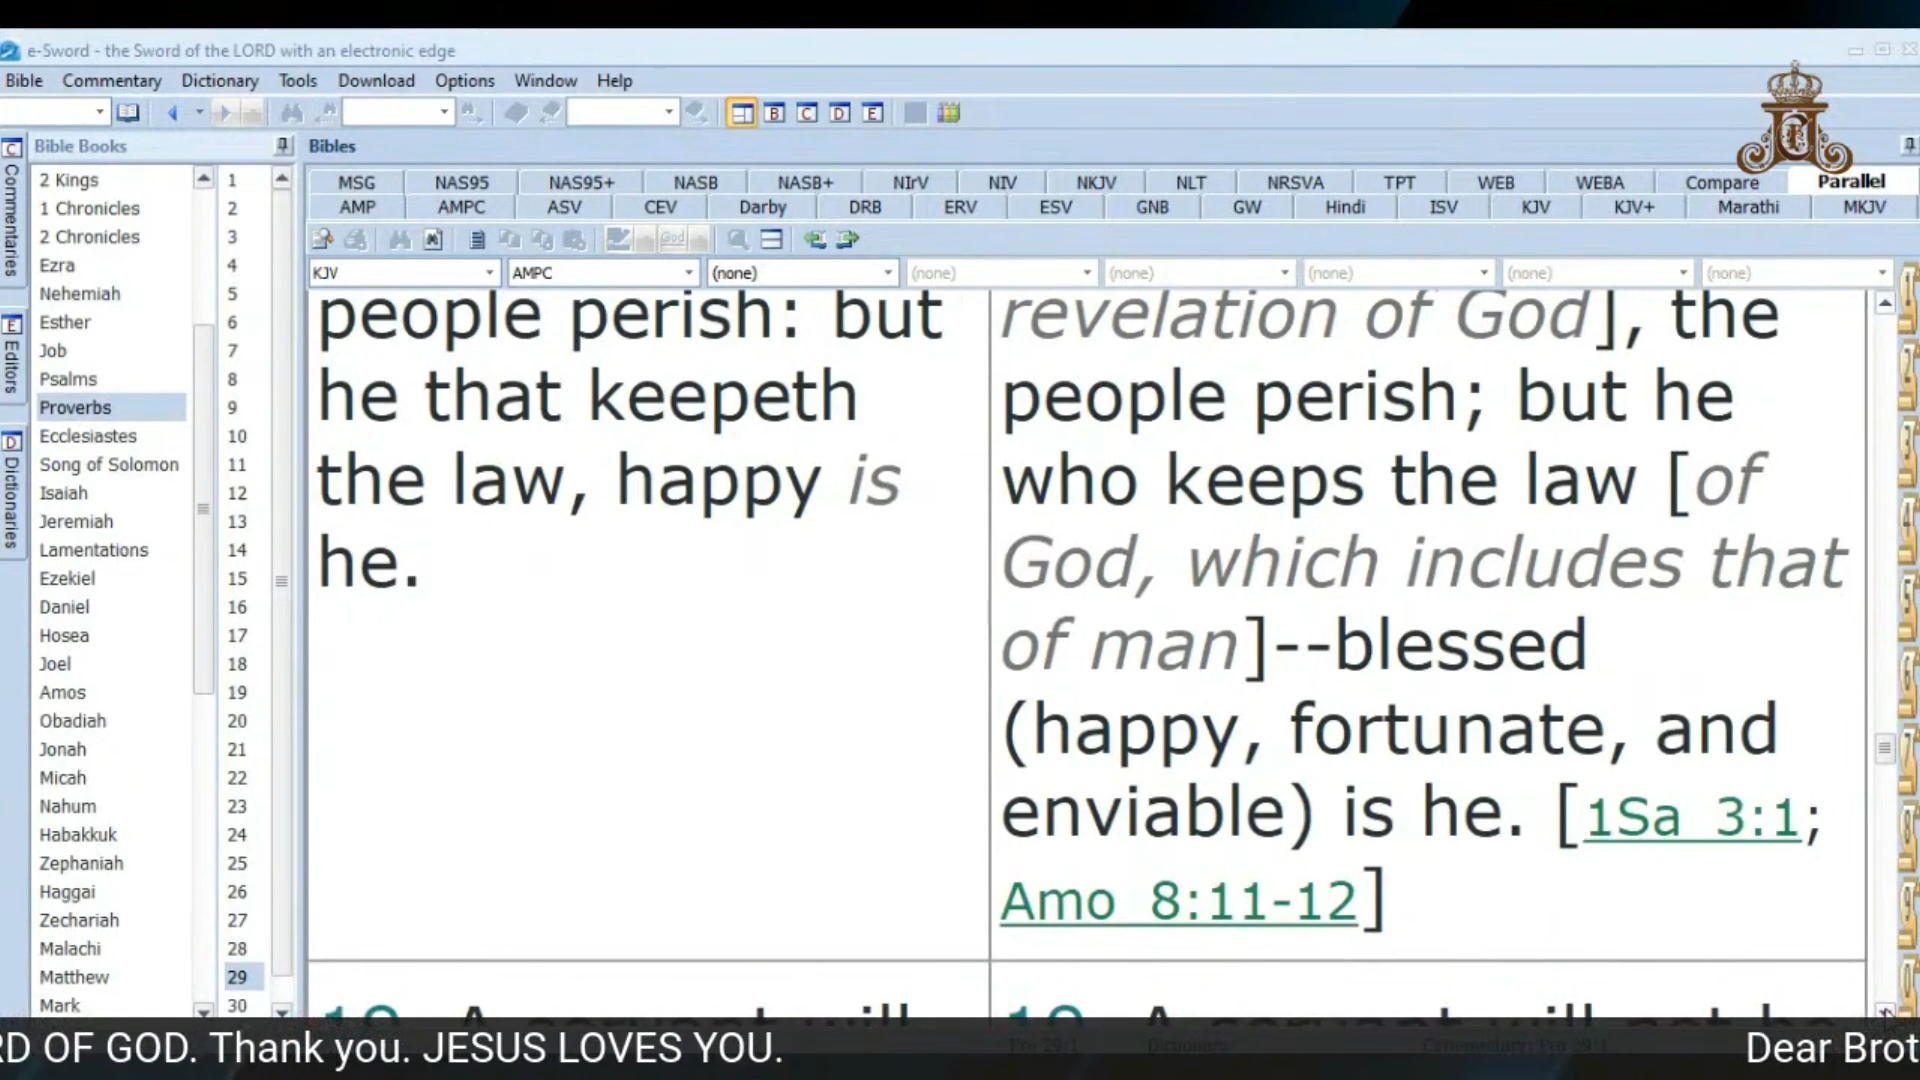 e-Sword - the Sword of the LORD with an electronic edge
Bible Commentary Dictionary Tools Download Options Window Help
B C D E
Bible Books
Bibles
C Commentaries
E Editors
D Dictionaries
2 Kings
1 Chronicles
2 Chronicles
Ezra
Nehemiah
Esther
Job
Psalms
Proverbs
Ecclesiastes
Song of Solomon
Isaiah
Jeremiah
Lamentations
Ezekiel
Daniel
Hosea
Joel
Amos
Obadiah
Jonah
Micah
Nahum
Habakkuk
Zephaniah
Haggai
Zechariah
Malachi
Matthew
Mark
1
2
3
4
5
6
7
8
9
10
11
12
13
14
15
16
17
18
19
20
21
22
23
24
25
26
27
28
29
30
MSG NAS95 NAS95+ NASB NASB+ NIrV NIV NKJV NLT NRSVA TPT WEB WEBA Compare Parallel
AMP AMPC ASV CEV Darby DRB ERV ESV GNB GW Hindi ISV KJV KJV+ Marathi MKJV
God
KJV AMPC (none) (none) (none) (none) (none) (none)
people perish: but
he that keepeth
the law, happy is
he.
revelation of God], the
people perish; but he
who keeps the law [of
God, which includes that
of man]--blessed
(happy, fortunate, and
enviable) is he. [1Sa 3:1;
Amo 8:11-12]
19 A servant will
19 A servant will not be
RD OF GOD. Thank you. JESUS LOVES YOU.
Dear Brot